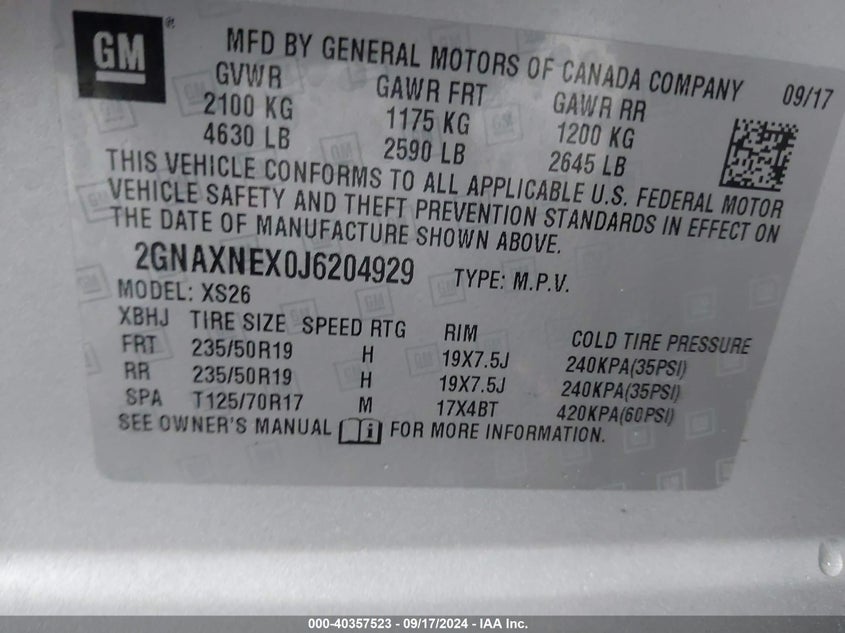 GM ®
MFD BY GENERAL MOTORS OF CANADA COMPANY 09/17
GVWR GAWR FRT GAWR RR
2100 KG 1175 KG 1200 KG
4630 LB 2590 LB 2645 LB
THIS VEHICLE CONFORMS TO ALL APPLICABLE U.S. FEDERAL MOTOR
VEHICLE SAFETY AND THEFT PREVENTION STANDARDS IN EFFECT ON
THE DATE OF MANUFACTURE SHOWN ABOVE.
2GNAXNEX0J6204929 TYPE: M.P.V.
MODEL: XS26
XBHJ TIRE SIZE SPEED RTG RIM COLD TIRE PRESSURE
FRT 235/50R19 H 19X7.5J 240KPA(35PSI)
RR 235/50R19 H 19X7.5J 240KPA(35PSI)
SPA T125/70R17 M 17X4BT 420KPA(60PSI)
SEE OWNER'S MANUAL i FOR MORE INFORMATION.
000-40357523 - 09/17/2024 - IAA Inc.